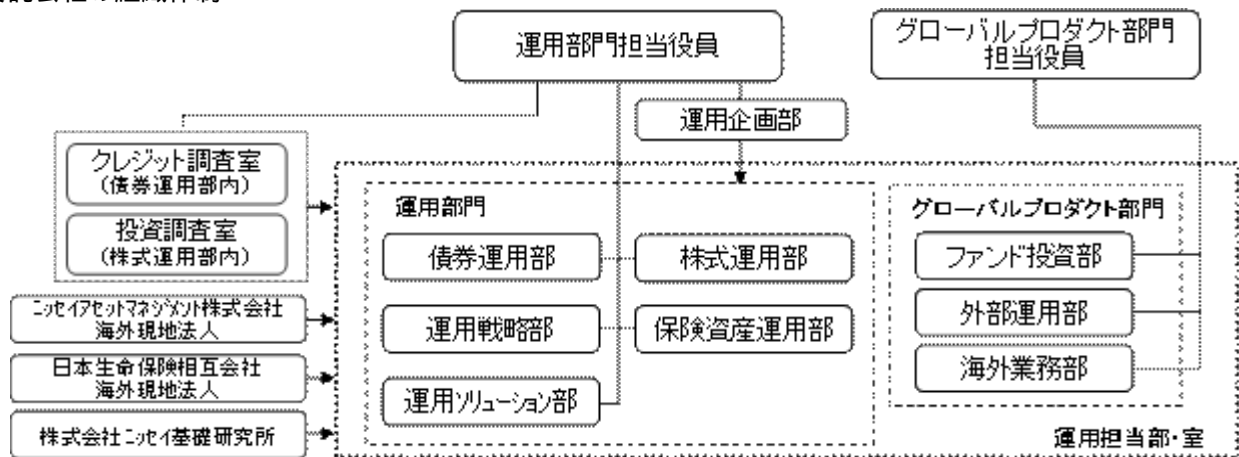 運用部門担当役員
グローバルプロダクト部門
担当役員
運用企画部
クレジット調査室
(債券運用部内)
投資調査室
(株式運用部内)
運用部門
債券運用部
株式運用部
運用戦略部
保険資産運用部
運用ソリューション部
グローバルプロダクト部門
ファンド投資部
外部運用部
海外業務部
ニッセイアセットマネジメント株式会社
海外現地法人
日本生命保険相互会社
海外現地法人
株式会社ニッセイ基礎研究所
運用担当部・室